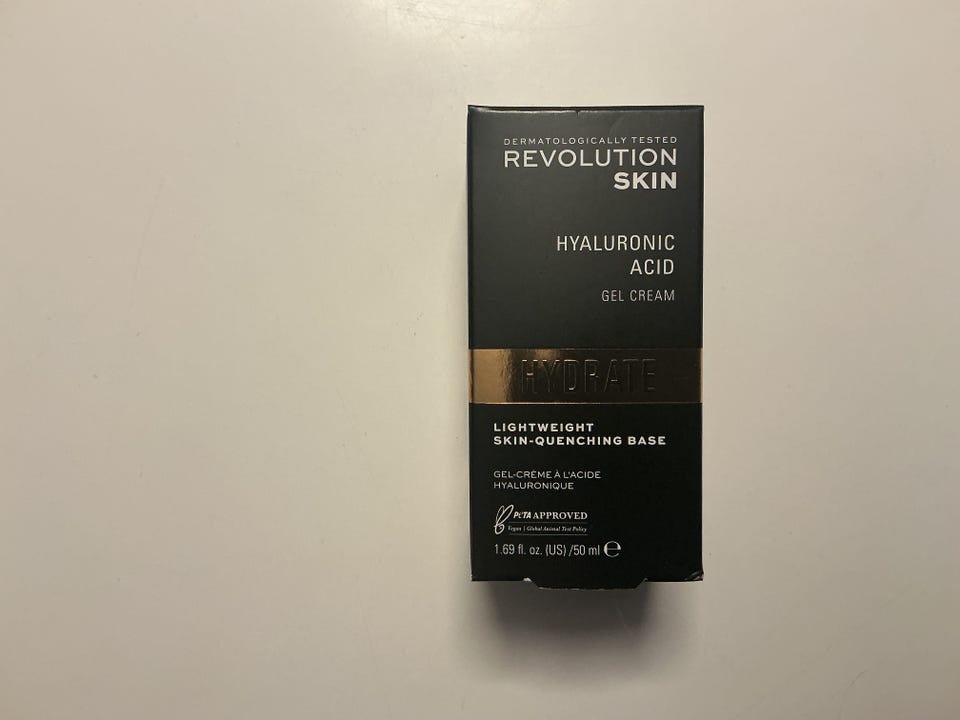 DERMATOLOGICALLY TESTED
REVOLUTION
SKIN
HYALURONIC
ACID
GEL CREAM
HYDRATE
LIGHTWEIGHT
SKIN-QUENCHING BASE
GEL-CRÈME À L'ACIDE
HYALURONIQUE
PETA APPROVED
Vegan | Global Animal Test Policy
1.69 fl. oz. (US) /50 ml ℮